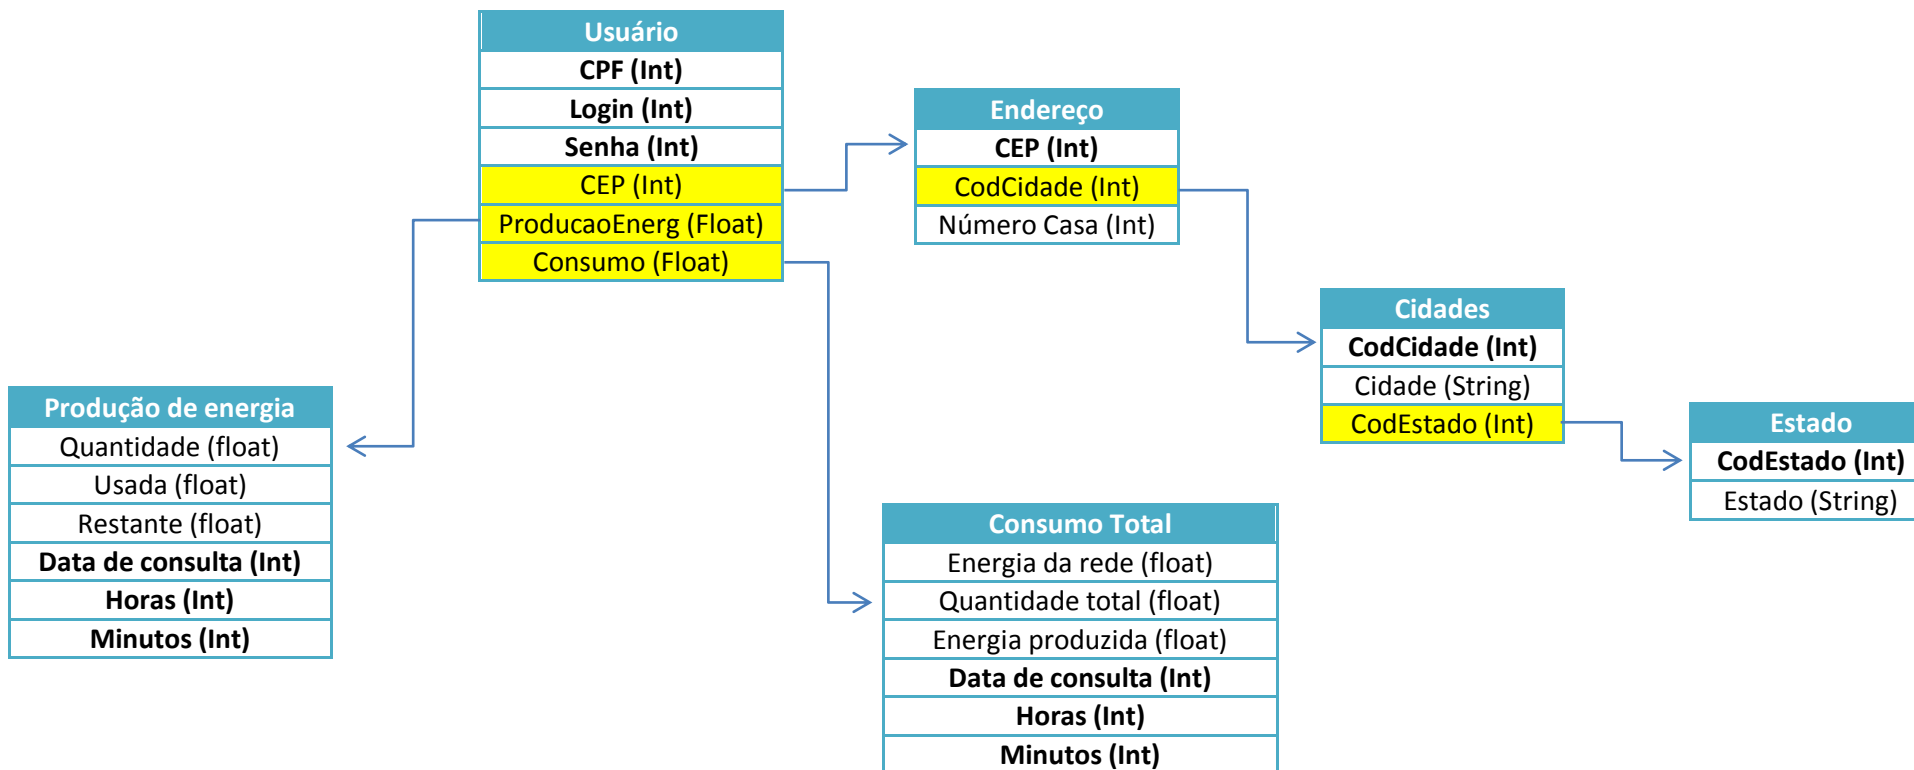 Usuário
CPF (Int)
Login (Int)
Senha (Int)
CEP (Int)
ProducaoEnerg (Float)
Consumo (Float)
Endereço
CEP (Int)
CodCidade (Int)
Número Casa (Int)
Cidades
CodCidade (Int)
Cidade (String)
CodEstado (Int)
Estado
CodEstado (Int)
Estado (String)
Produção de energia
Quantidade (float)
Usada (float)
Restante (float)
Data de consulta (Int)
Horas (Int)
Minutos (Int)
Consumo Total
Energia da rede (float)
Quantidade total (float)
Energia produzida (float)
Data de consulta (Int)
Horas (Int)
Minutos (Int)